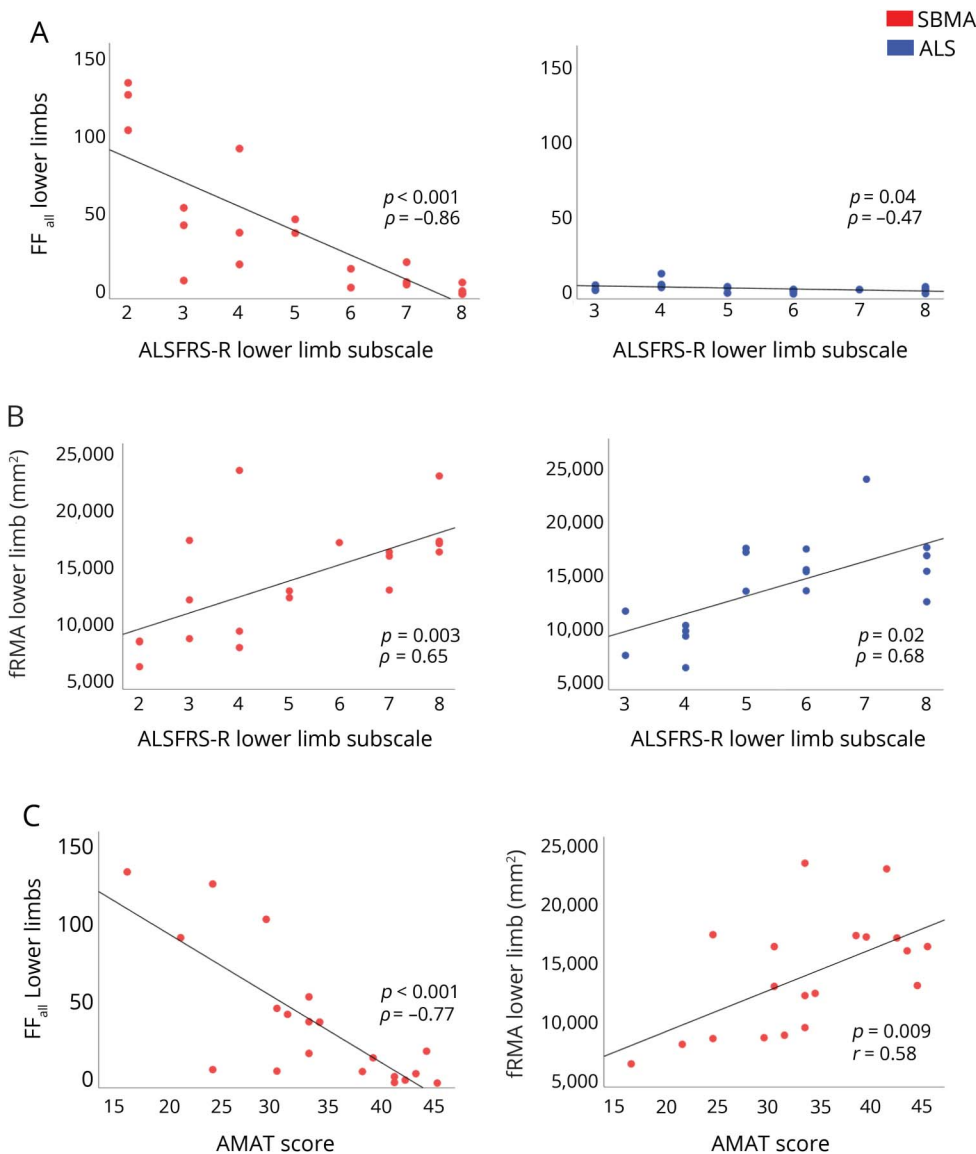 SBMA
ALS
A
FF all lower limbs
150
100
50
0
2 3 4 5 6 7 8
ALSFRS-R lower limb subscale
p < 0.001
ρ = –0.86
150
100
50
0
3 4 5 6 7 8
ALSFRS-R lower limb subscale
p = 0.04
ρ = –0.47
B
fRMA lower limb (mm²)
25,000
20,000
15,000
10,000
5,000
2 3 4 5 6 7 8
ALSFRS-R lower limb subscale
p = 0.003
ρ = 0.65
25,000
20,000
15,000
10,000
5,000
3 4 5 6 7 8
ALSFRS-R lower limb subscale
p = 0.02
ρ = 0.68
C
FF all Lower limbs
150
100
50
0
15 20 25 30 35 40 45
AMAT score
p < 0.001
ρ = –0.77
fRMA lower limb (mm²)
25,000
20,000
15,000
10,000
5,000
15 20 25 30 35 40 45
AMAT score
p = 0.009
r = 0.58